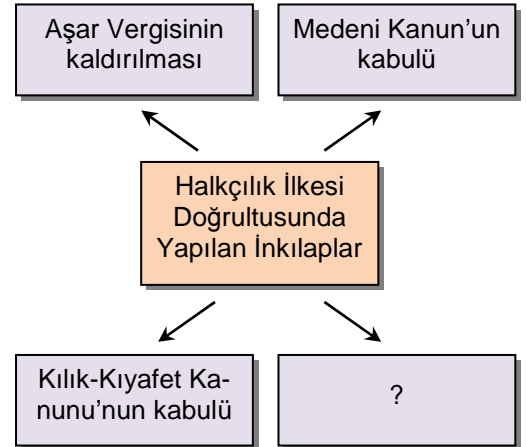 Aşar Vergisinin
kaldırılması
Medeni Kanun’un
kabulü
Halkçılık İlkesi
Doğrultusunda
Yapılan İnkılaplar
Kılık-Kıyafet Ka-
nunu’nun kabulü
?